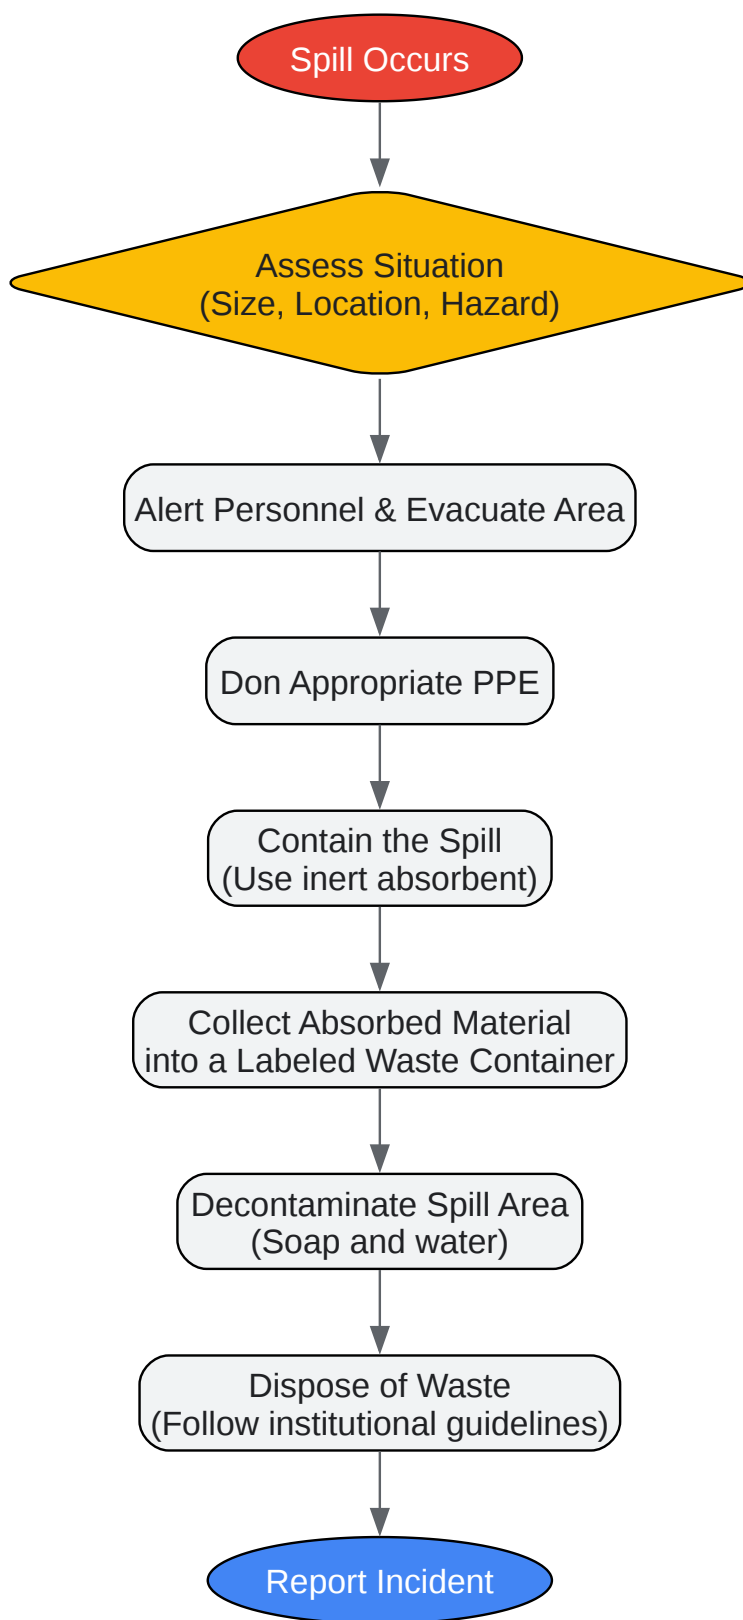 Spill Occurs
Assess Situation
(Size, Location, Hazard)
Alert Personnel & Evacuate Area
Don Appropriate PPE
Contain the Spill
(Use inert absorbent)
Collect Absorbed Material
into a Labeled Waste Container
Decontaminate Spill Area
(Soap and water)
Dispose of Waste
(Follow institutional guidelines)
Report Incident